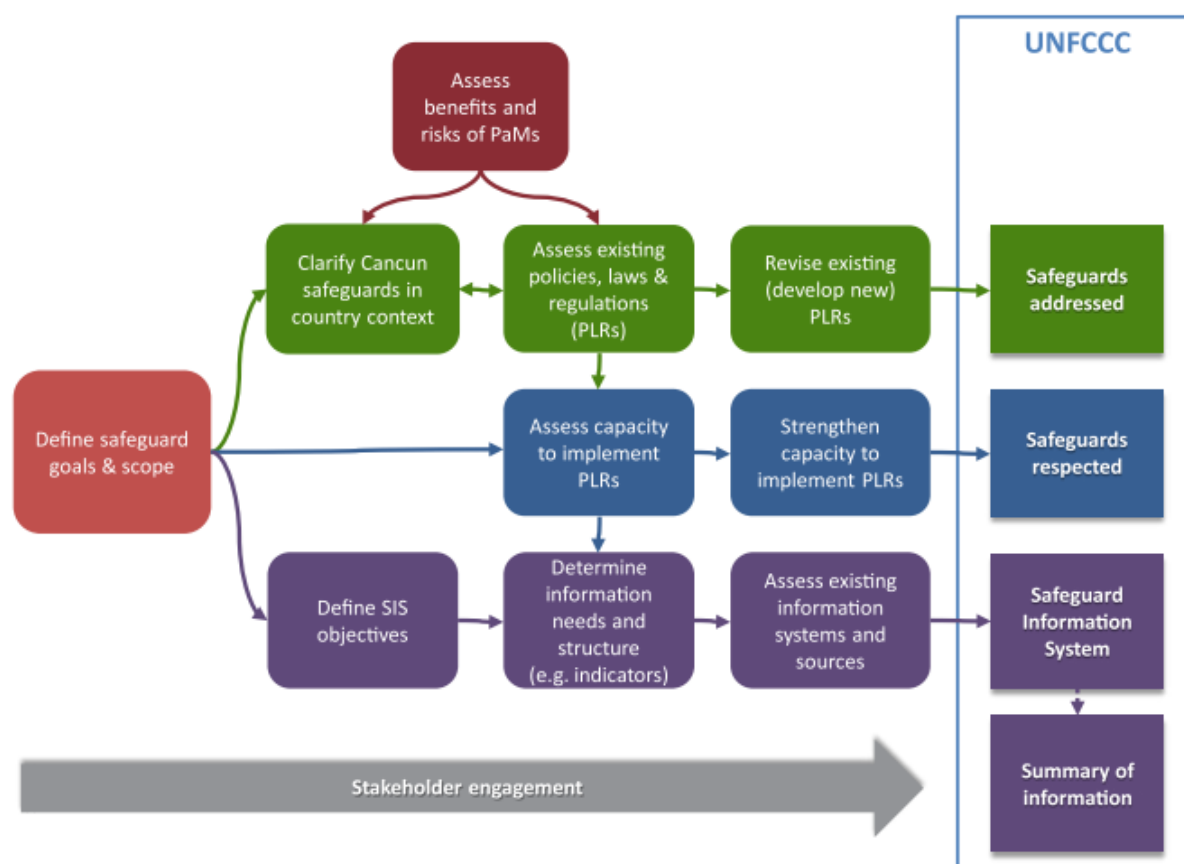 UNFCCC
Assess
benefits and
risks of PaMs
Clarify Cancun
safeguards in
country context
Assess existing
policies, laws &
regulations
(PLRs)
Revise existing
(develop new)
PLRs
Safeguards
addressed
Define safeguard
goals & scope
Assess capacity
to implement
PLRs
Strengthen
capacity to
implement PLRs
Safeguards
respected
Define SIS
objectives
Determine
information
needs and
structure
(e.g. indicators)
Assess existing
information
systems and
sources
Safeguard
Information
System
Stakeholder engagement
Summary of
information